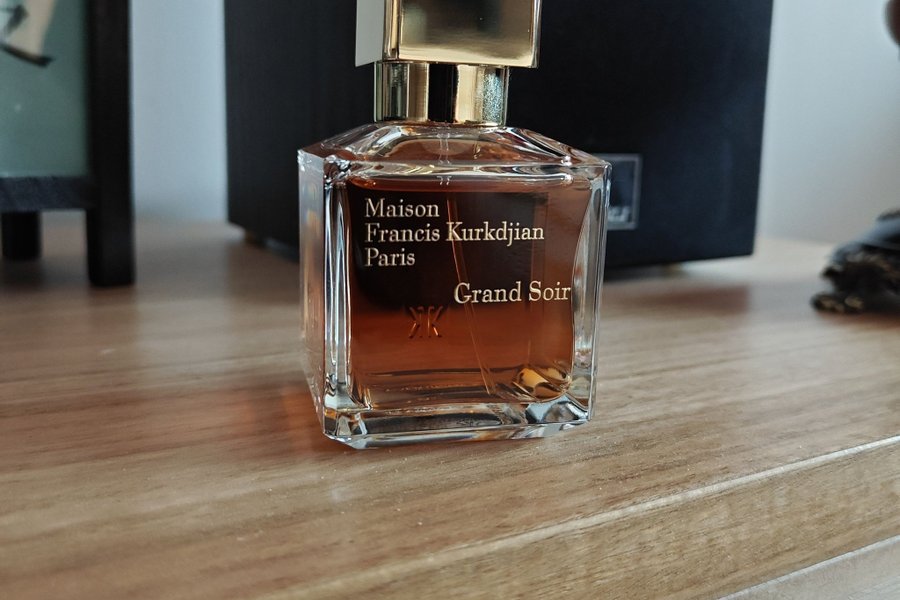 Maison
Francis Kurkdjian
Paris
Grand Soir